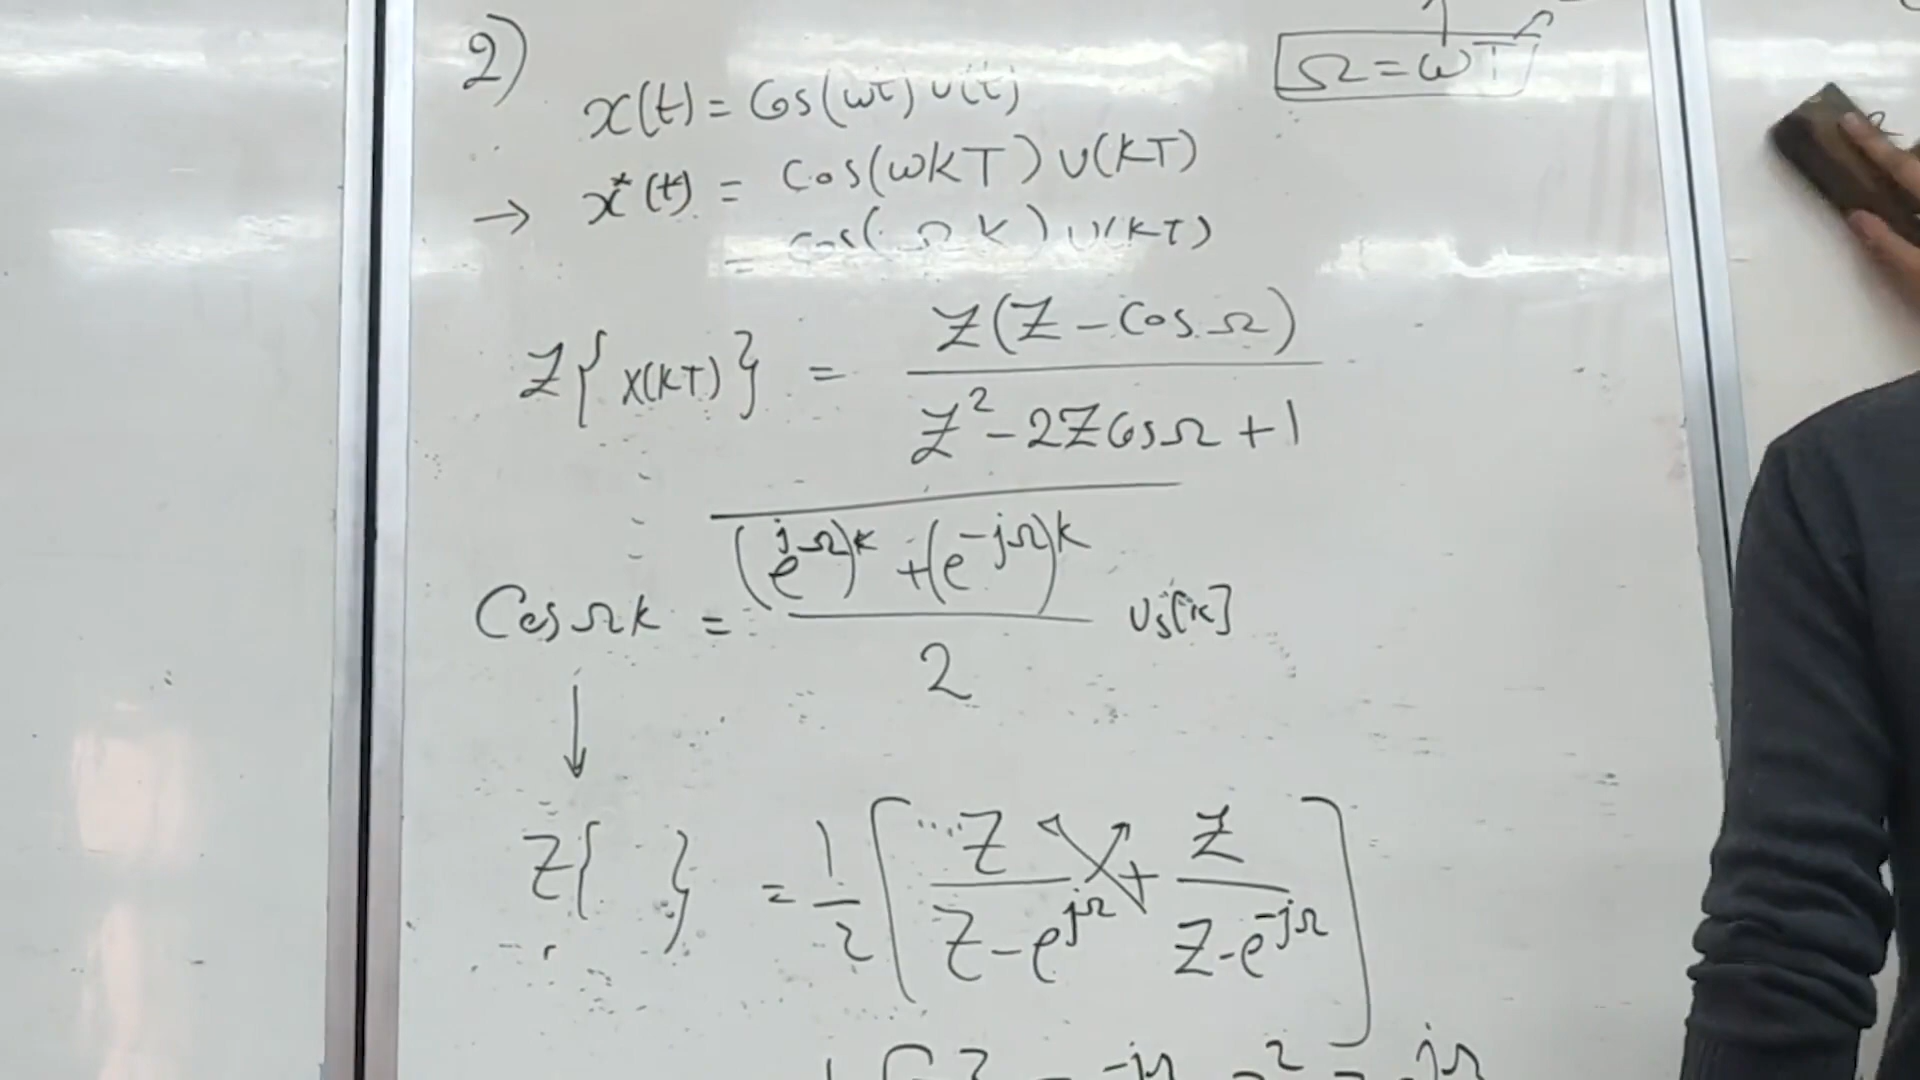 2)
x(t) = Cos(ωt) u(t)
Ω = ωT
→ x*(t) = Cos(ωkT) u(kT)
= cos(Ωk) u(kT)
Z{x(kT)} = Z(Z - Cos Ω) / Z² - 2Z Cos Ω + 1
Cos Ωk = (e^jΩ)^k + (e^-jΩ)^k / 2 u_s[k]
↓
Z{ } = 1/2 [ Z / Z - e^jΩ + Z / Z - e^-jΩ ]